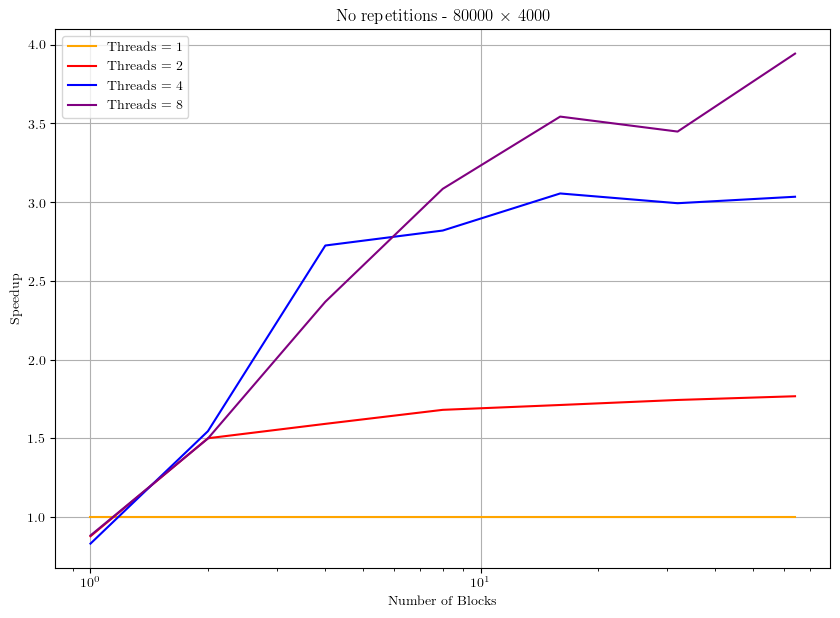 No repetitions - 80000 × 4000
Threads = 1
Threads = 2
Threads = 4
Threads = 8
4.0
3.5
3.0
2.5
2.0
1.5
1.0
Speedup
10⁰
10¹
Number of Blocks